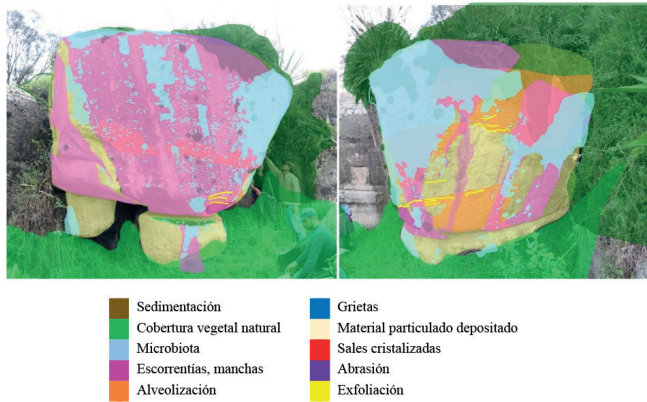 Sedimentación
Cobertura vegetal natural
Microbiota
Escorrentías, manchas
Alveolización
Grietas
Material particulado depositado
Sales cristalizadas
Abrasión
Exfoliación